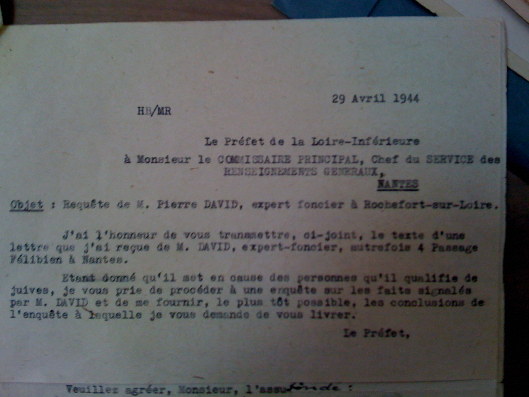 29 Avril 1944
HB/MR
Le Préfet de la Loire-Inférieure
à Monsieur le COMMISSAIRE PRINCIPAL, Chef du SERVICE des
RENSEIGNEMENTS GENERAUX,
NANTES
Objet : Requête de M. Pierre DAVID, expert foncier à Rochefort-sur-Loire.
J'ai l'honneur de vous transmettre, ci-joint, le texte d'une
lettre que j'ai reçue de M. DAVID, expert-foncier, autrefois 4 Passage
Félibien à Nantes.
Etant donné qu'il met en cause des personnes qu'il qualifie de
juives, je vous prie de procéder à une enquête sur les faits signalés
par M. DAVID et de me fournir, le plus tôt possible, les conclusions de
l'enquête à laquelle je vous demande de vous livrer.
Le Préfet,
Veuillez agréer, Monsieur,